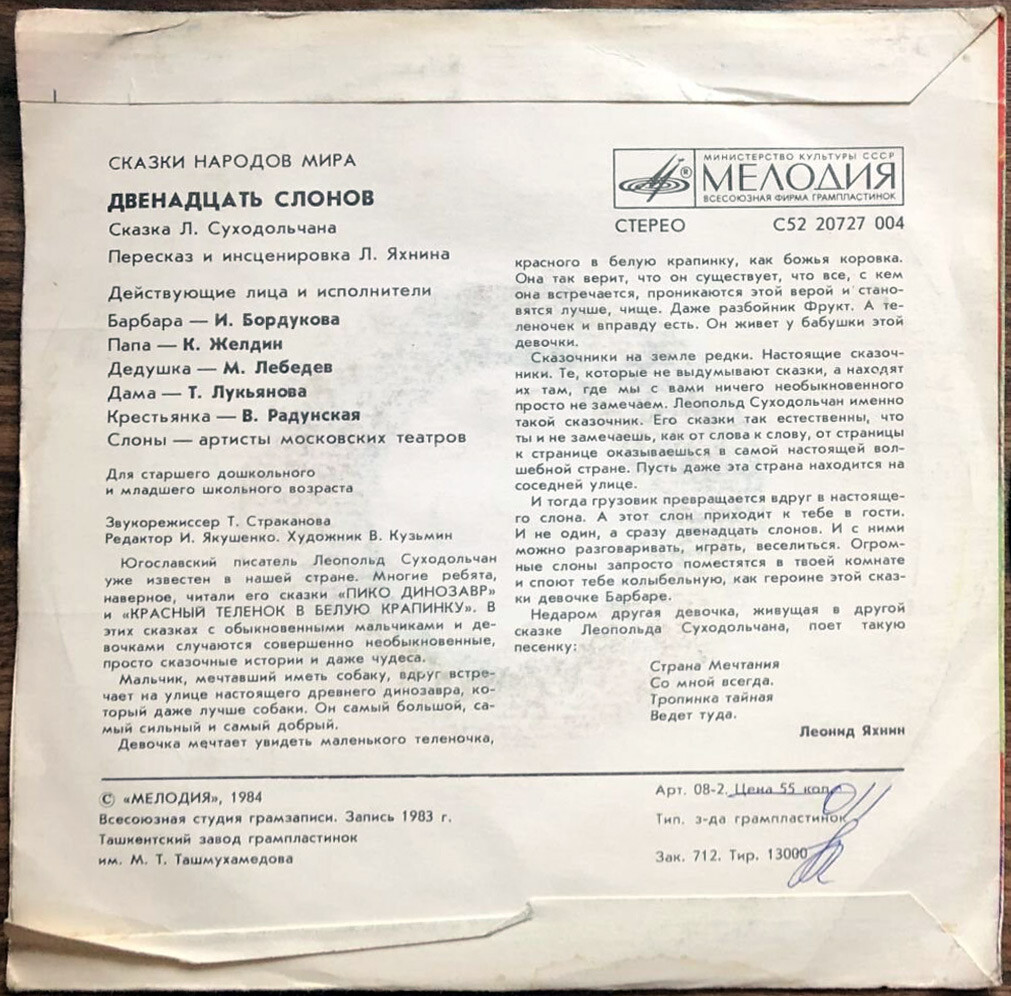 СКАЗКИ НАРОДОВ МИРА
ДВЕНАДЦАТЬ СЛОНОВ
Сказка Л. Суходольчана
Пересказ и инсценировка Л. Яхнина
Действующие лица и исполнители
Барбара — И. Бордукова
Папа — К. Желдин
Дедушка — М. Лебедев
Дама — Т. Лукьянова
Крестьянка — В. Радунская
Слоны — артисты московских театров
Для старшего дошкольного
и младшего школьного возраста
Звукорежиссер Т. Страканова
Редактор И. Якушенко. Художник В. Кузьмин
Югославский писатель Леопольд Суходольчан
уже известен в нашей стране. Многие ребята,
наверное, читали его сказки «ПИКО ДИНОЗАВР»
и «КРАСНЫЙ ТЕЛЕНОК В БЕЛУЮ КРАПИНКУ». В
этих сказках с обыкновенными мальчиками и де-
вочками случаются совершенно необыкновенные,
просто сказочные истории и даже чудеса.
Мальчик, мечтавший иметь собаку, вдруг встре-
чает на улице настоящего древнего динозавра, ко-
торый даже лучше собаки. Он самый большой, са-
мый сильный и самый добрый.
Девочка мечтает увидеть маленького теленочка,
МИНИСТЕРСТВО КУЛЬТУРЫ СССР
® МЕЛОДИЯ
ВСЕСОЮЗНАЯ ФИРМА ГРАМПЛАСТИНОК
СТЕРЕО С52 20727 004
красного в белую крапинку, как божья коровка.
Она так верит, что он существует, что все, с кем
она встречается, проникаются этой верой и стано-
вятся лучше, чище. Даже разбойник Фрукт. А те-
леночек и вправду есть. Он живет у бабушки этой
девочки.
Сказочники на земле редки. Настоящие сказоч-
ники. Те, которые не выдумывают сказки, а находят
их там, где мы с вами ничего необыкновенного
просто не замечаем. Леопольд Суходольчан именно
такой сказочник. Его сказки так естественны, что
ты и не замечаешь, как от слова к слову, от страницы
к странице оказываешься в самой настоящей вол-
шебной стране. Пусть даже эта страна находится на
соседней улице.
И тогда грузовик превращается вдруг в настояще-
го слона. А этот слон приходит к тебе в гости.
И не один, а сразу двенадцать слонов. И с ними
можно разговаривать, играть, веселиться. Огром-
ные слоны запросто поместятся в твоей комнате
и споют тебе колыбельную, как героине этой сказ-
ки девочке Барбаре.
Недаром другая девочка, живущая в другой
сказке Леопольда Суходольчана, поет такую
песенку:
Страна Мечтания
Со мной всегда.
Тропинка тайная
Ведет туда.
Леонид Яхнин
© «МЕЛОДИЯ», 1984
Всесоюзная студия грамзаписи. Запись 1983 г.
Ташкентский завод грампластинок
им. М. Т. Ташмухамедова
Арт. 08-2. Цена 55 коп.
Тип. з-да грампластинок
Зак. 712. Тир. 13000